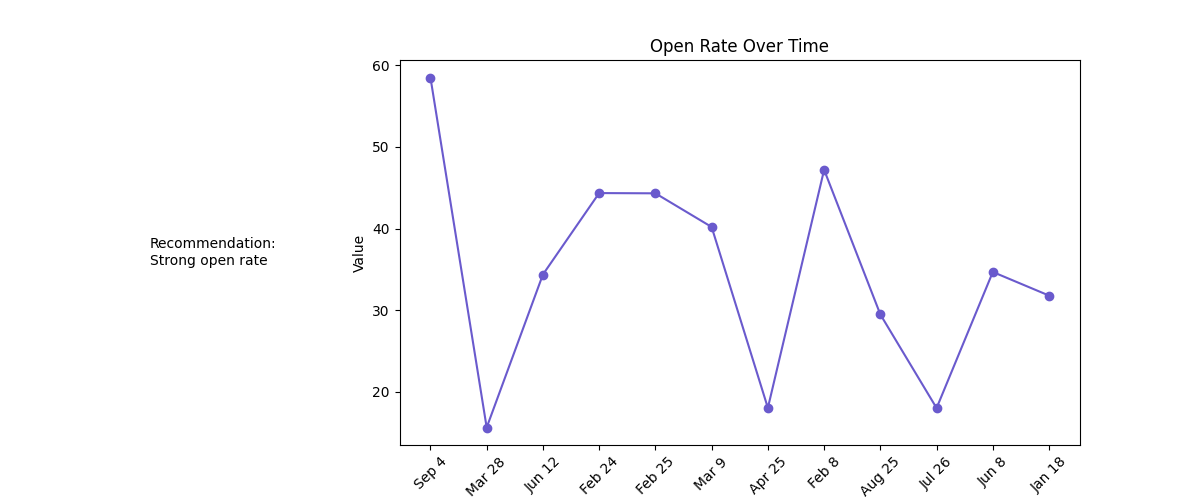 Open Rate Over Time
Recommendation:
Strong open rate
Value
60
50
40
30
20
Sep 4
Mar 28
Jun 12
Feb 24
Feb 25
Mar 9
Apr 25
Feb 8
Aug 25
Jul 26
Jun 8
Jan 18